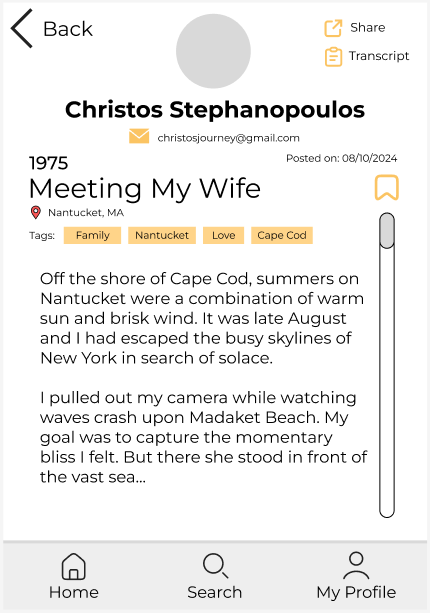 Back
Share
Transcript
Christos Stephanopoulos
christosjourney@gmail.com
1975
Posted on: 08/10/2024
Meeting My Wife
Nantucket, MA
Tags: Family Nantucket Love Cape Cod
Off the shore of Cape Cod, summers on
Nantucket were a combination of warm
sun and brisk wind. It was late August
and I had escaped the busy skylines of
New York in search of solace.
I pulled out my camera while watching
waves crash upon Madaket Beach. My
goal was to capture the momentary
bliss I felt. But there she stood in front of
the vast sea...
Home Search My Profile